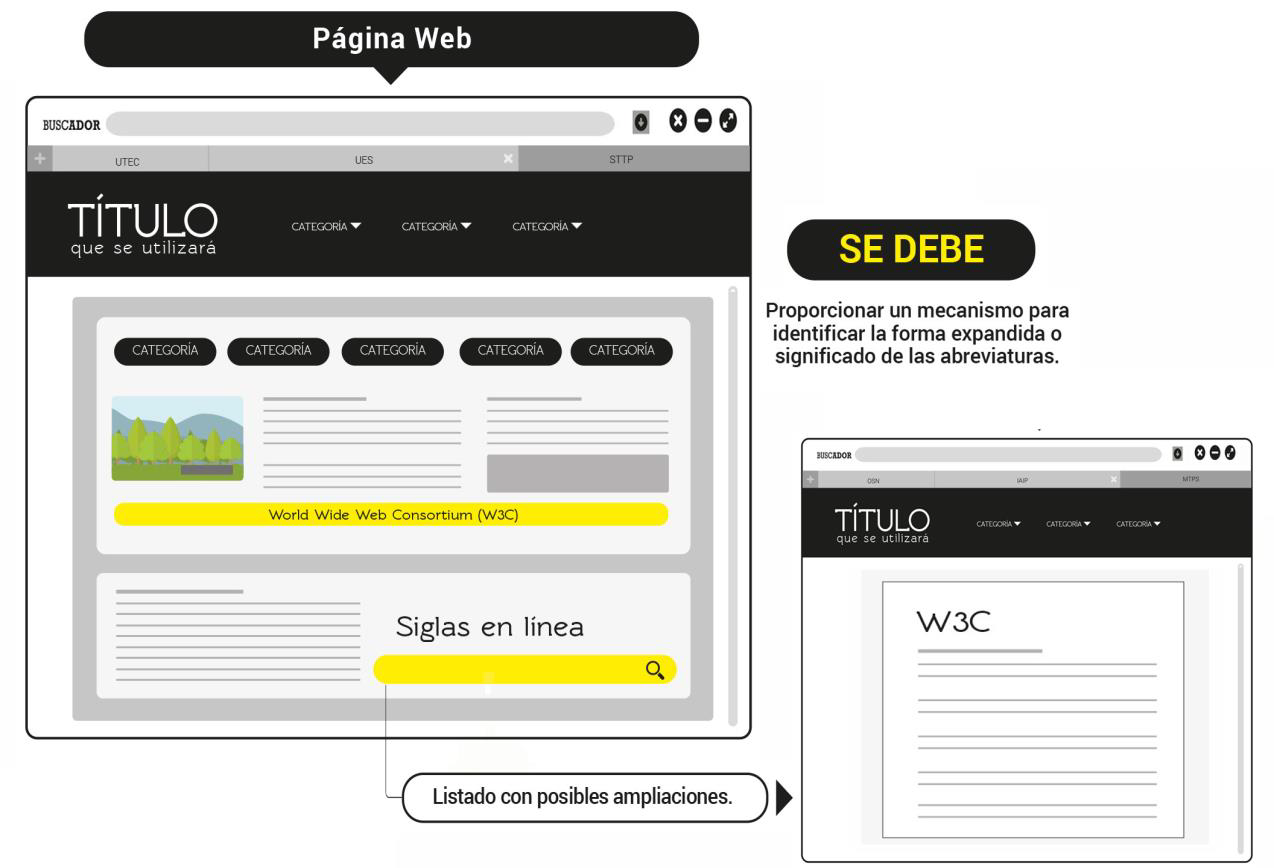 Página Web
BUSCADOR
UTEC
UES
STTP
TÍTULO
que se utilizará
CATEGORÍA
CATEGORÍA
CATEGORÍA
CATEGORÍA
CATEGORÍA
CATEGORÍA
CATEGORÍA
CATEGORÍA
World Wide Web Consortium (W3C)
Siglas en línea
Listado con posibles ampliaciones.
SE DEBE
Proporcionar un mecanismo para
identificar la forma expandida o
significado de las abreviaturas.
BUSCADOR
OSN
IAIP
MTPS
TÍTULO
que se utilizará
CATEGORÍA
CATEGORÍA
CATEGORÍA
W3C